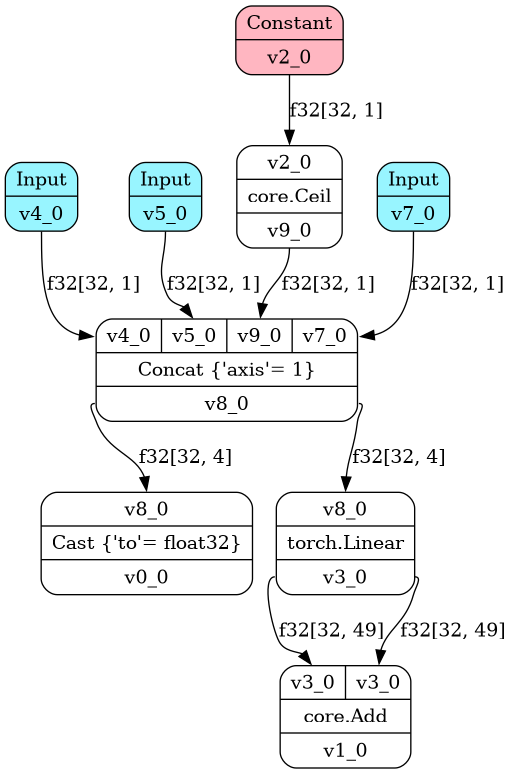 Constant
v2_0
f32[32, 1]
v2_0
core.Ceil
v9_0
Input
v4_0
Input
v5_0
Input
v7_0
f32[32, 1]
f32[32, 1]
f32[32, 1]
f32[32, 1]
v4_0 v5_0 v9_0 v7_0
Concat {'axis'= 1}
v8_0
f32[32, 4]
f32[32, 4]
v8_0
Cast {'to'= float32}
v0_0
v8_0
torch.Linear
v3_0
f32[32, 49]
f32[32, 49]
v3_0 v3_0
core.Add
v1_0